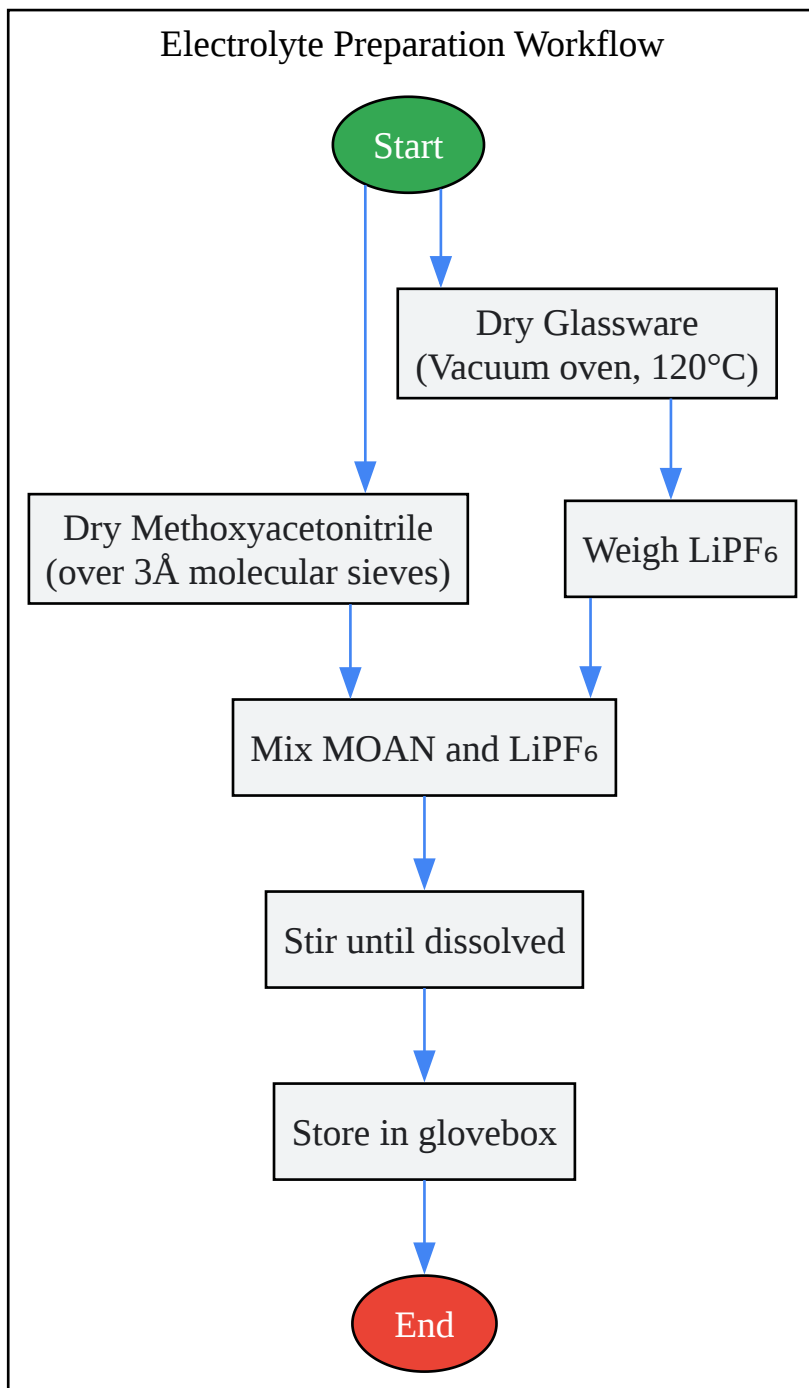 Electrolyte Preparation Workflow
Start
Dry Glassware
(Vacuum oven, 120°C)
Dry Methoxyacetonitrile
(over 3Å molecular sieves)
Weigh LiPF₆
Mix MOAN and LiPF₆
Stir until dissolved
Store in glovebox
End